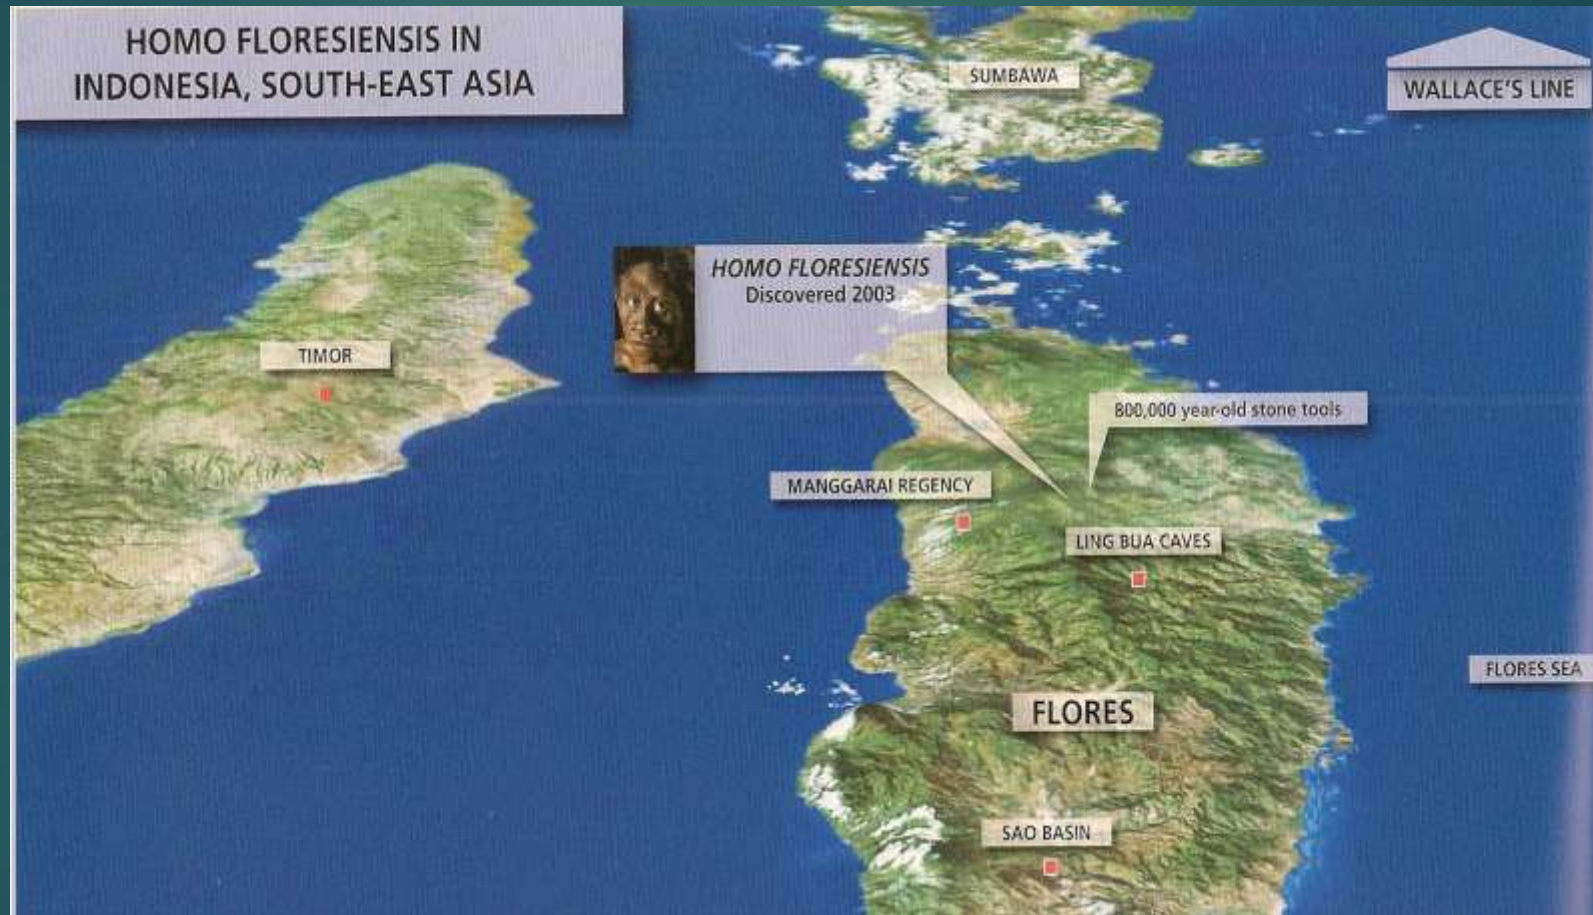 HOMO FLORESIENSIS IN
INDONESIA, SOUTH-EAST ASIA
SUMBAWA
WALLACE'S LINE
HOMO FLORESIENSIS
Discovered 2003
TIMOR
800,000 year-old stone tools
MANGGARAI REGENCY
LING BUA CAVES
FLORES SEA
FLORES
SAO BASIN